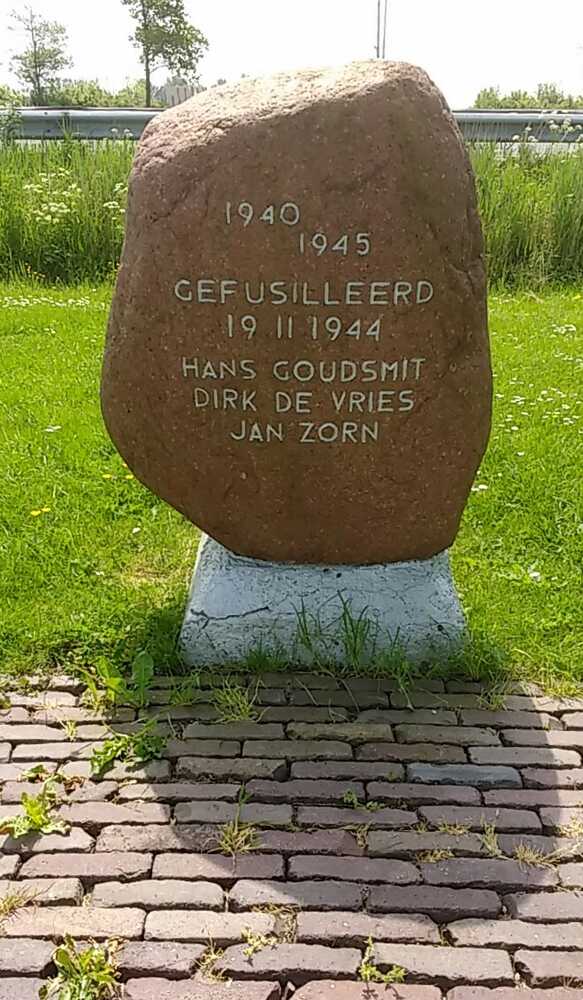 1940
1945
GEFUSILLEERD
19 11 1944
HANS GOUDSMIT
DIRK DE VRIES
JAN ZORN